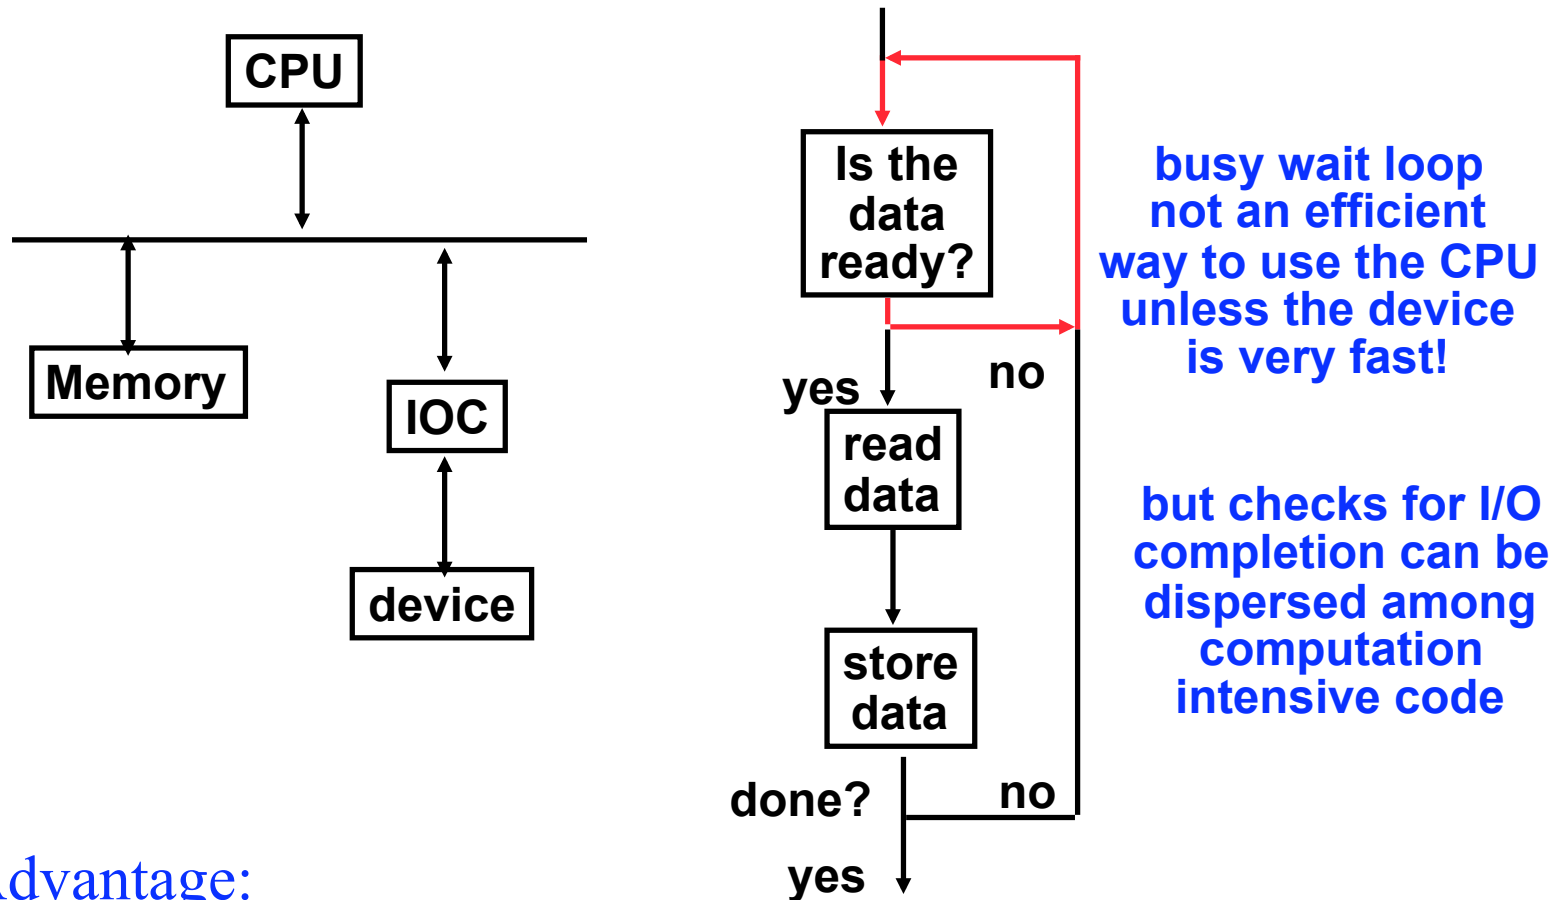 CPU
Memory
IOC
device
Is the
data
ready?
yes
no
read
data
store
data
done?
no
yes
busy wait loop
not an efficient
way to use the CPU
unless the device
is very fast!
but checks for I/O
completion can be
dispersed among
computation
intensive code
Advantage: